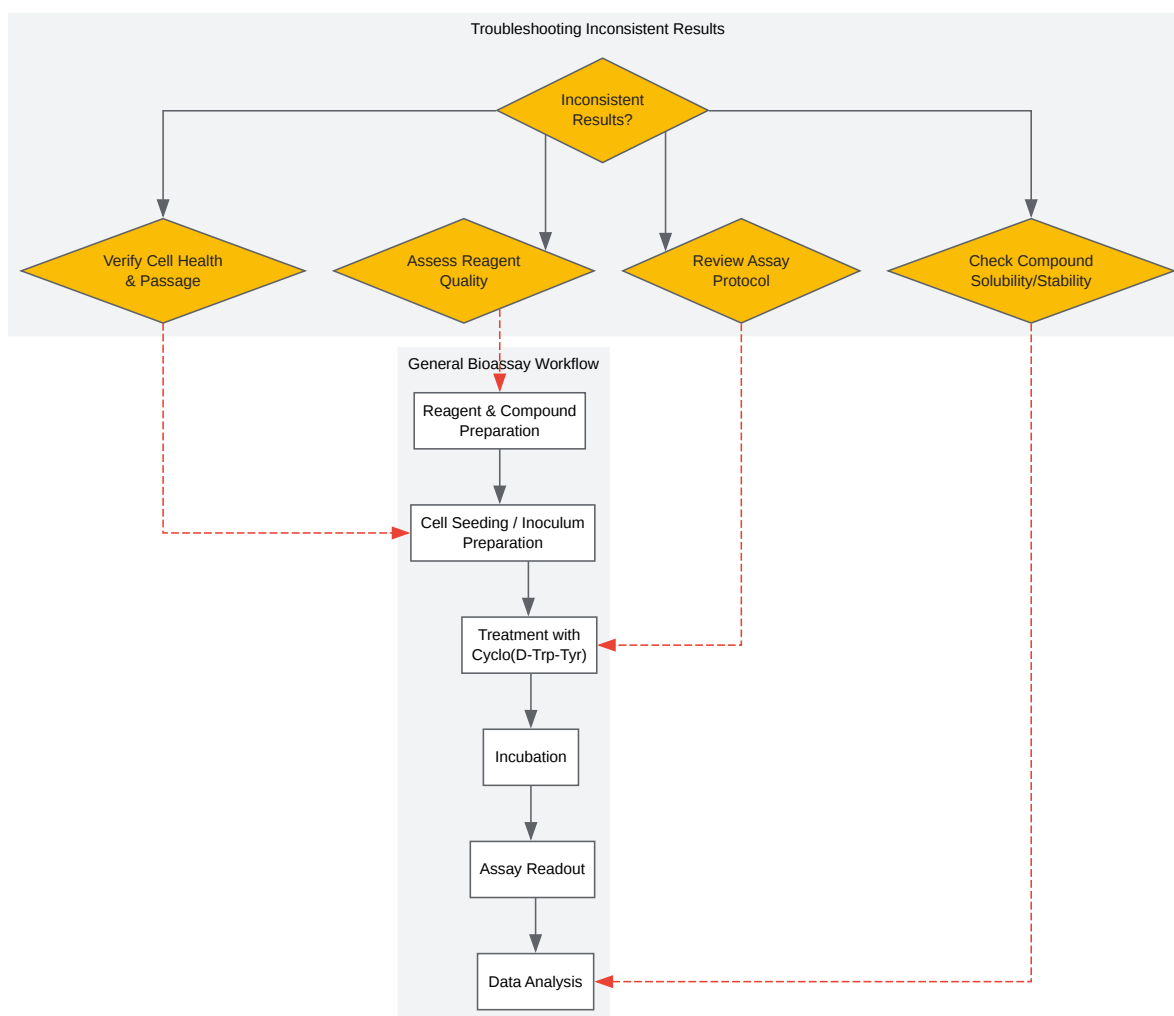 Troubleshooting Inconsistent Results
Inconsistent
Results?
Verify Cell Health
& Passage
Assess Reagent
Quality
Review Assay
Protocol
Check Compound
Solubility/Stability
General Bioassay Workflow
Reagent & Compound
Preparation
Cell Seeding / Inoculum
Preparation
Treatment with
Cyclo(D-Trp-Tyr)
Incubation
Assay Readout
Data Analysis